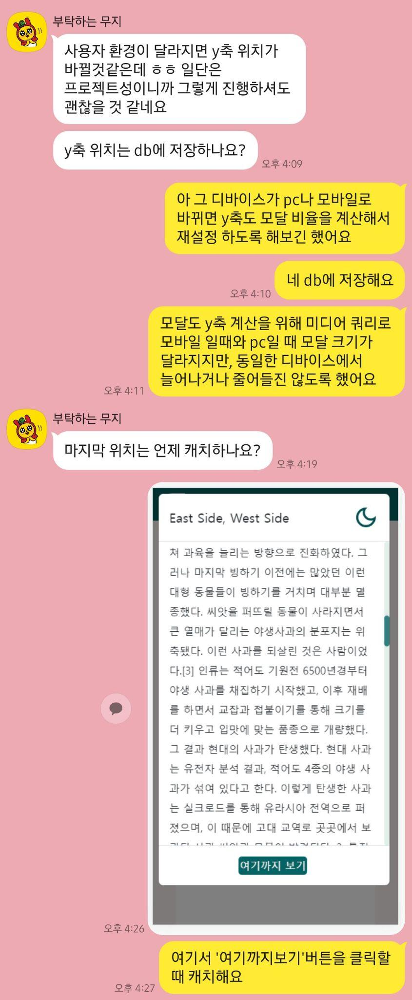 부탁하는 무지
사용자 환경이 달라지면 y축 위치가
바뀔것같은데 ㅎㅎ 일단은
프로젝트성이니까 그렇게 진행하셔도
괜찮을 것 같네요
y축 위치는 db에 저장하나요?
오후 4:09
아 그 디바이스가 pc나 모바일로
바뀌면 y축도 모달 비율을 계산해서
재설정 하도록 해보긴 했어요
네 db에 저장해요
오후 4:10
모달도 y축 계산을 위해 미디어 쿼리로
모바일 일때와 pc일 때 모달 크기가
달라지지만, 동일한 디바이스에서
늘어나거나 줄어들진 않도록 했어요
오후 4:11
부탁하는 무지
마지막 위치는 언제 캐치하나요?
오후 4:19
East Side, West Side
쳐 과육을 늘리는 방향으로 진화하였다. 그
러나 마지막 빙하기 이전에는 많았던 이런
대형 동물들이 빙하기를 거치며 대부분 멸
종했다. 씨앗을 퍼뜨릴 동물이 사라지면서
큰 열매가 달리는 야생사과의 분포지는 위
축됐다. 이런 사과를 되살린 것은 사람이었
다.[3] 인류는 적어도 기원전 6500년경부터
야생 사과를 채집하기 시작했고, 이후 재배
를 하면서 교잡과 접붙이기를 통해 크기를
더 키우고 입맛에 맞는 품종으로 개량했다.
그 결과 현대의 사과가 탄생했다. 현대 사과
는 유전자 분석 결과, 적어도 4종의 야생 사
과가 섞여 있다고 한다. 이렇게 탄생한 사과
는 실크로드를 통해 유라시아 전역으로 퍼
졌으며, 이 때문에 고대 교역로 곳곳에서 보
여기까지 보기
오후 4:26
여기서 '여기까지보기'버튼을 클릭할
때 캐치해요
오후 4:27